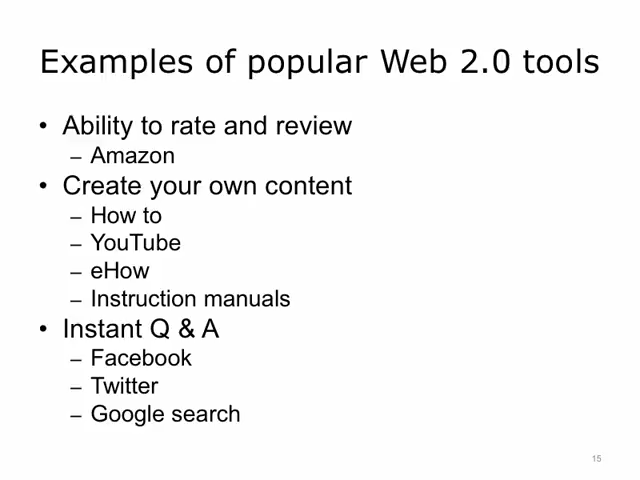 Examples of popular Web 2.0 tools
• Ability to rate and review
– Amazon
• Create your own content
– How to
– YouTube
– eHow
– Instruction manuals
• Instant Q & A
– Facebook
– Twitter
– Google search
15